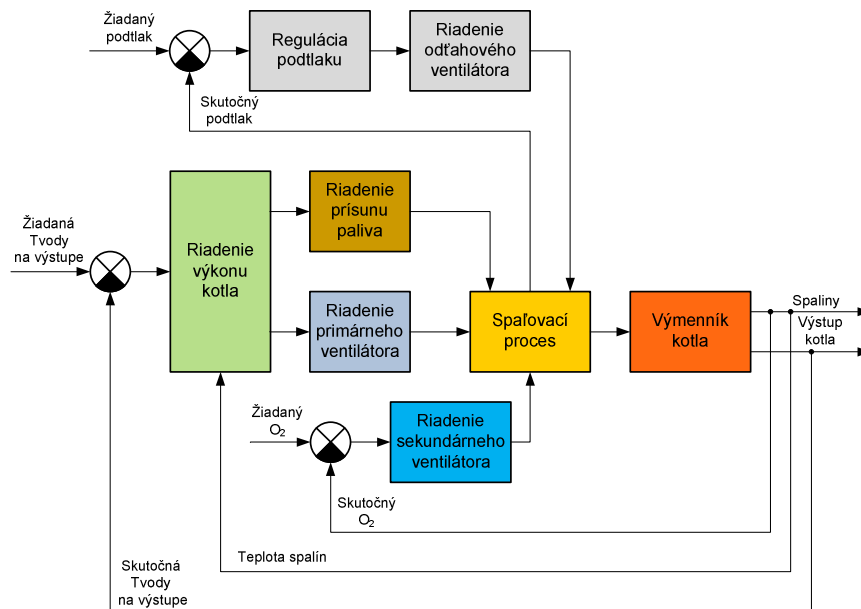 Žiadaný
podtlak
Regulácia
podtlaku
Riadenie
odťahového
ventilátora
Skutočný
podtlak
Žiadaná
Tvody
na výstupe
Riadenie
výkonu
kotla
Riadenie
prísunu
paliva
Riadenie
primárneho
ventilátora
Spaľovací
proces
Výmenník
kotla
Spaliny
Výstup
kotla
Žiadaný
O₂
Riadenie
sekundárneho
ventilátora
Skutočný
O₂
Teplota spalín
Skutočná
Tvody
na výstupe